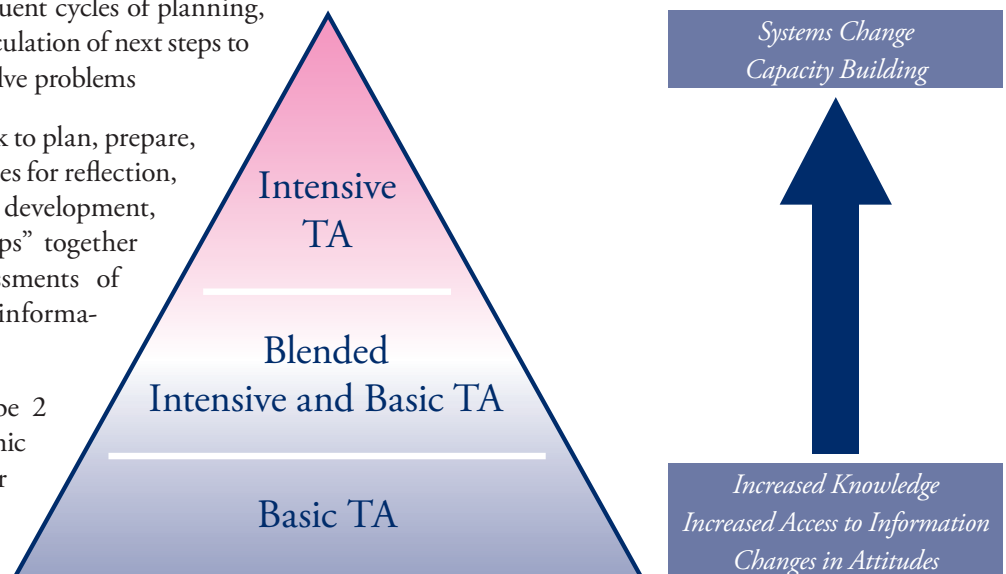 uent cycles of planning,
culation of next steps to
lve problems
k to plan, prepare,
es for reflection,
development,
ps” together
sments of
informa-
pe 2
nic
r
Intensive
TA
Blended
Intensive and Basic TA
Basic TA
Systems Change
Capacity Building
Increased Knowledge
Increased Access to Information
Changes in Attitudes